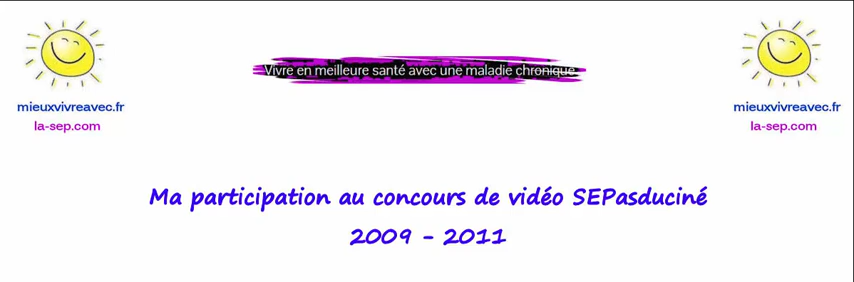 Vivre en meilleure santé avec une maladie chronique
mieuxvivreavec.fr
la-sep.com
mieuxvivreavec.fr
la-sep.com
Ma participation au concours de vidéo SEPasduciné
2009 - 2011